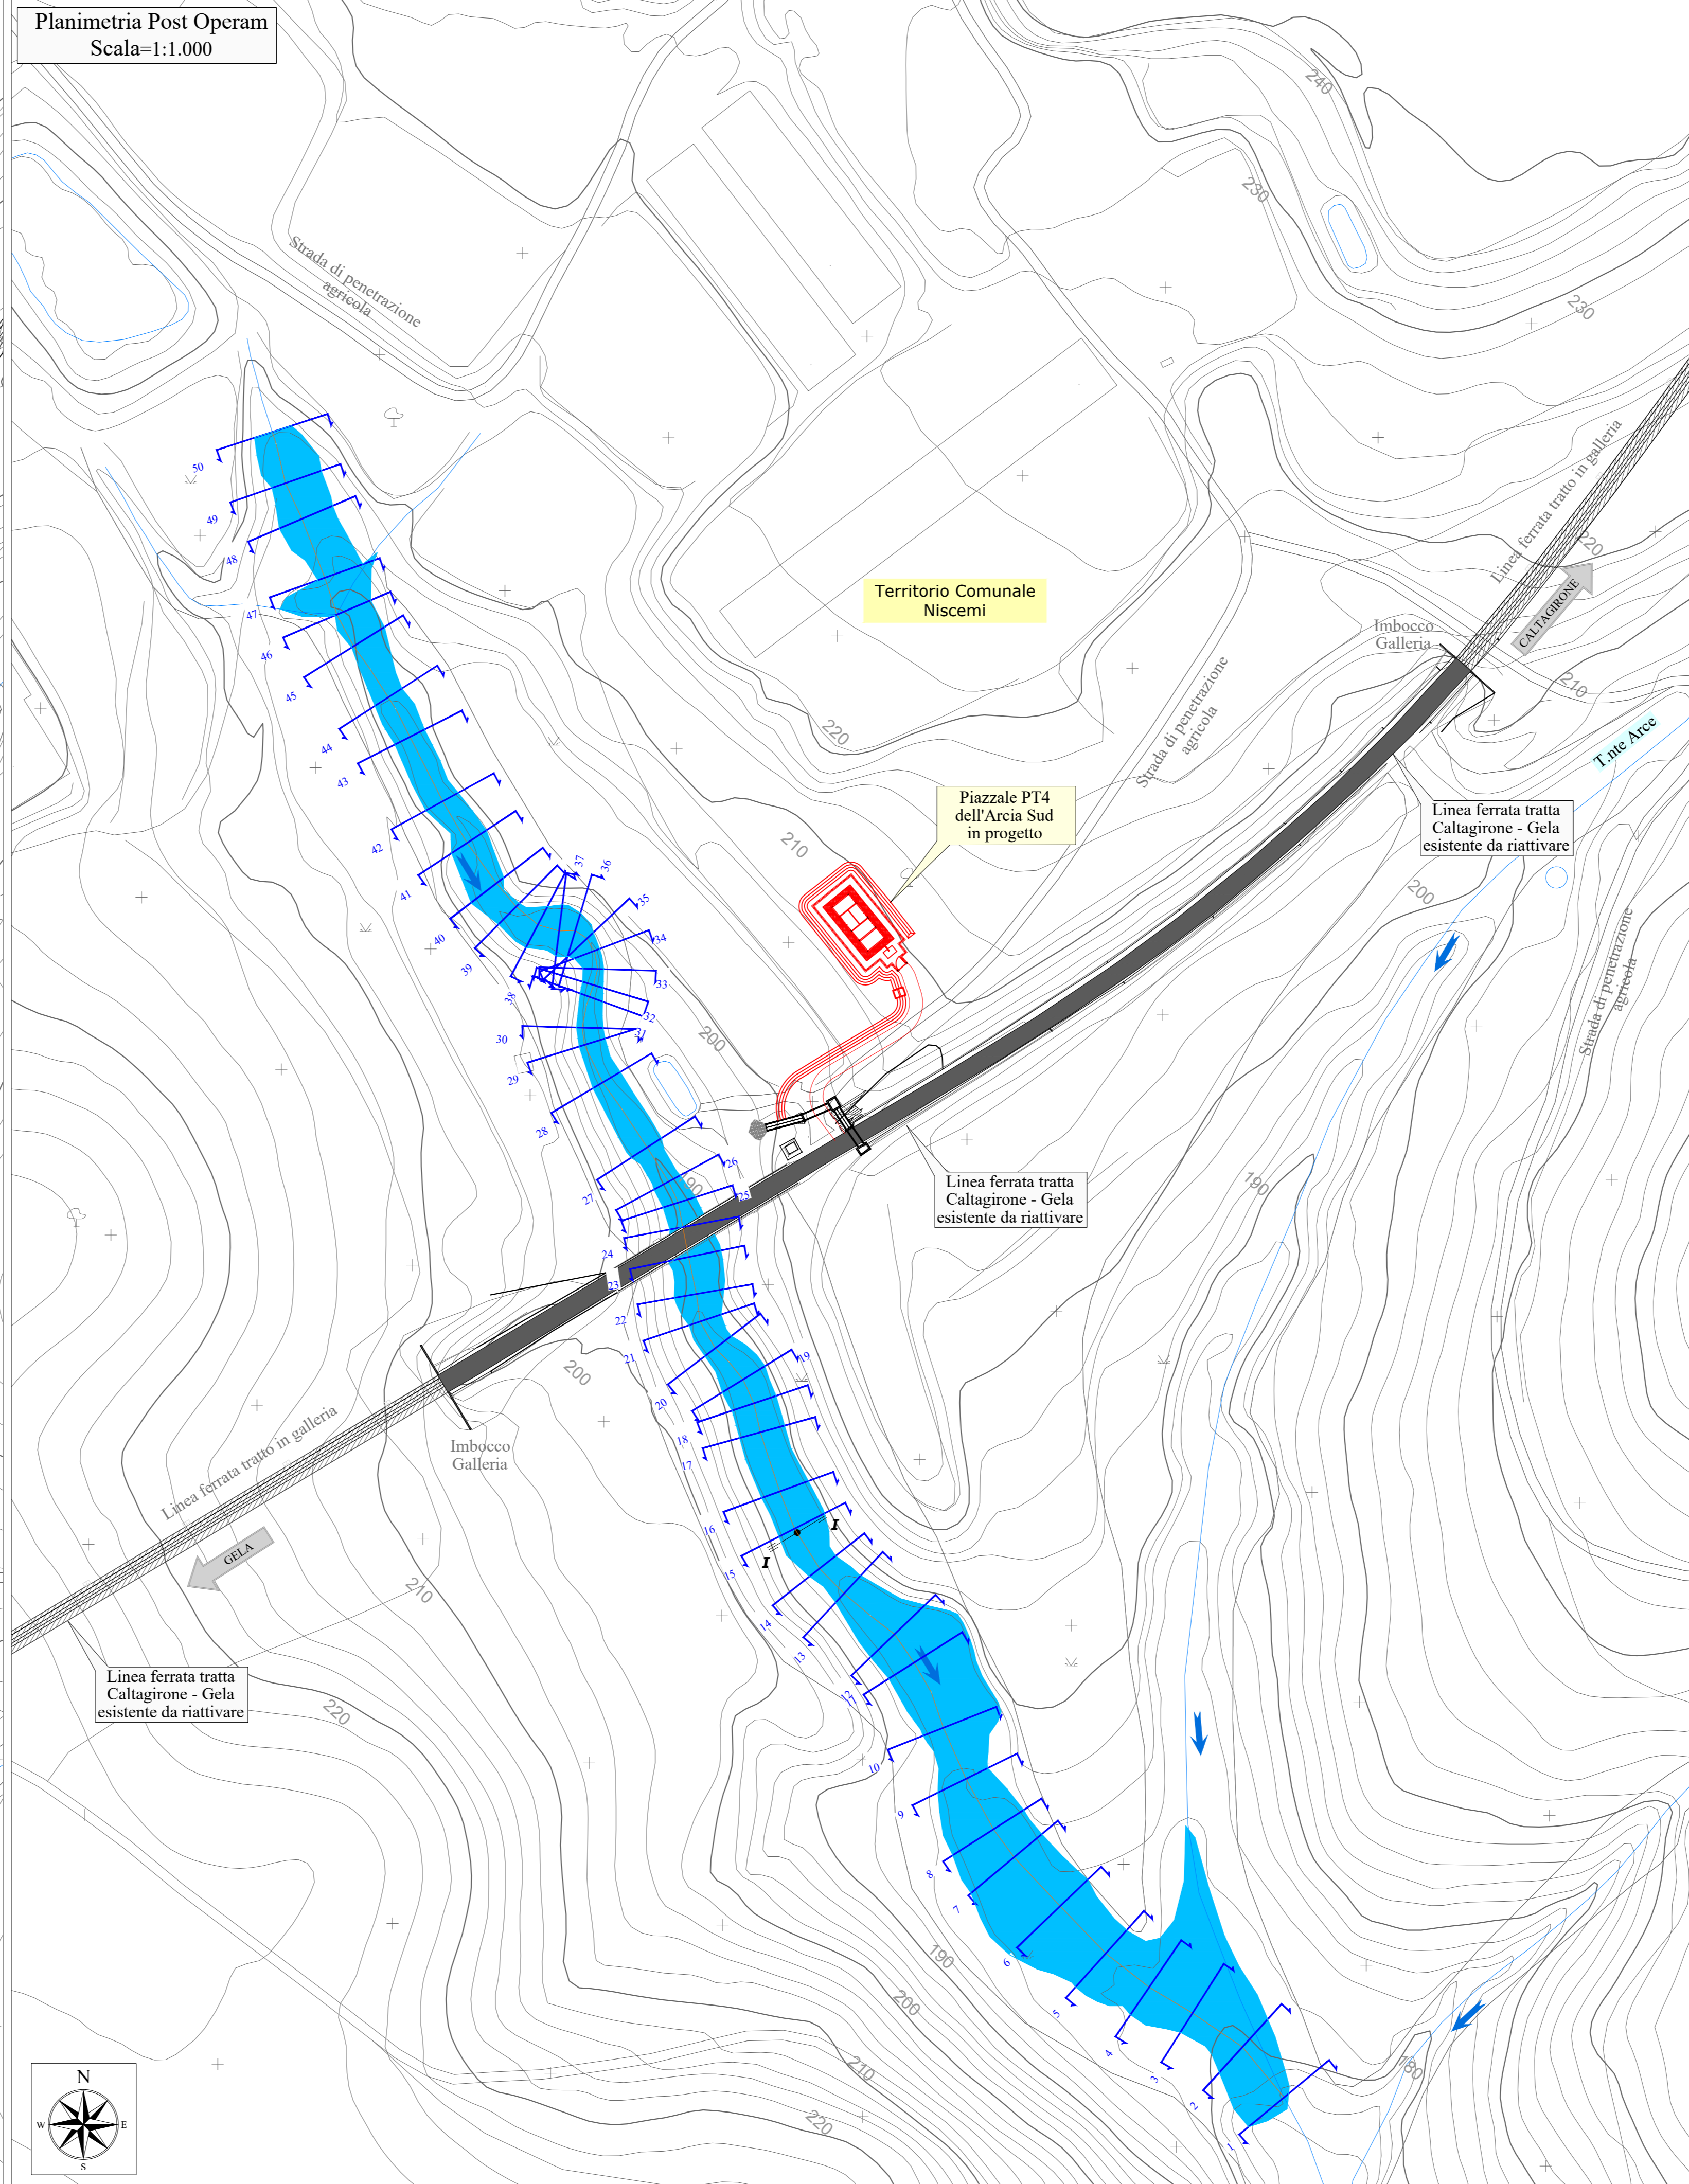 Planimetria Post Operam
Scala=1:1.000
240
230
230
Strada di penetrazione
agricola
Linea ferrata tratto in galleria
220
CALTAGIRONE
Territorio Comunale
Niscemi
Imbocco
Galleria
210
T.nte Arce
Strada di penetrazione
agricola
220
Piazzale PT4
dell'Arcia Sud
in progetto
Linea ferrata tratta
Caltagirone - Gela
esistente da riattivare
210
200
Strada di penetrazione
agricola
200
50
49
48
47
46
45
44
43
42
41
40
39
38
37
36
35
34
33
32
31
30
29
28
27
26
25
190
Linea ferrata tratta
Caltagirone - Gela
esistente da riattivare
190
24
23
22
21
20
19
18
17
16
15
I
I
14
13
12
11
10
9
8
7
6
5
4
3
2
1
200
Imbocco
Galleria
Linea ferrata tratto in galleria
GELA
210
Linea ferrata tratta
Caltagirone - Gela
esistente da riattivare
220
190
200
210
220
180
N
W
E
S